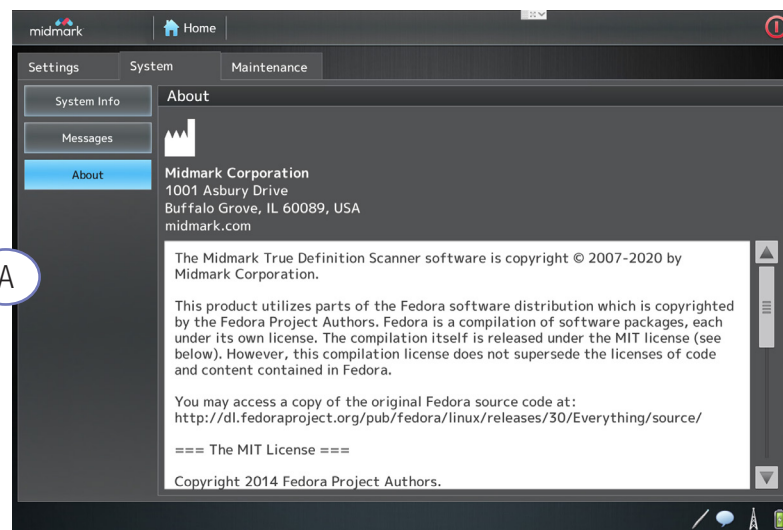 midmark
Home
Settings
System
Maintenance
System Info
Messages
About
About
Midmark Corporation
1001 Asbury Drive
Buffalo Grove, IL 60089, USA
midmark.com
A
The Midmark True Definition Scanner software is copyright © 2007-2020 by
Midmark Corporation.
This product utilizes parts of the Fedora software distribution which is copyrighted
by the Fedora Project Authors. Fedora is a compilation of software packages, each
under its own license. The compilation itself is released under the MIT license (see
below). However, this compilation license does not supersede the licenses of code
and content contained in Fedora.
You may access a copy of the original Fedora source code at:
http://dl.fedoraproject.org/pub/fedora/linux/releases/30/Everything/source/
=== The MIT License ===
Copyright 2014 Fedora Project Authors.